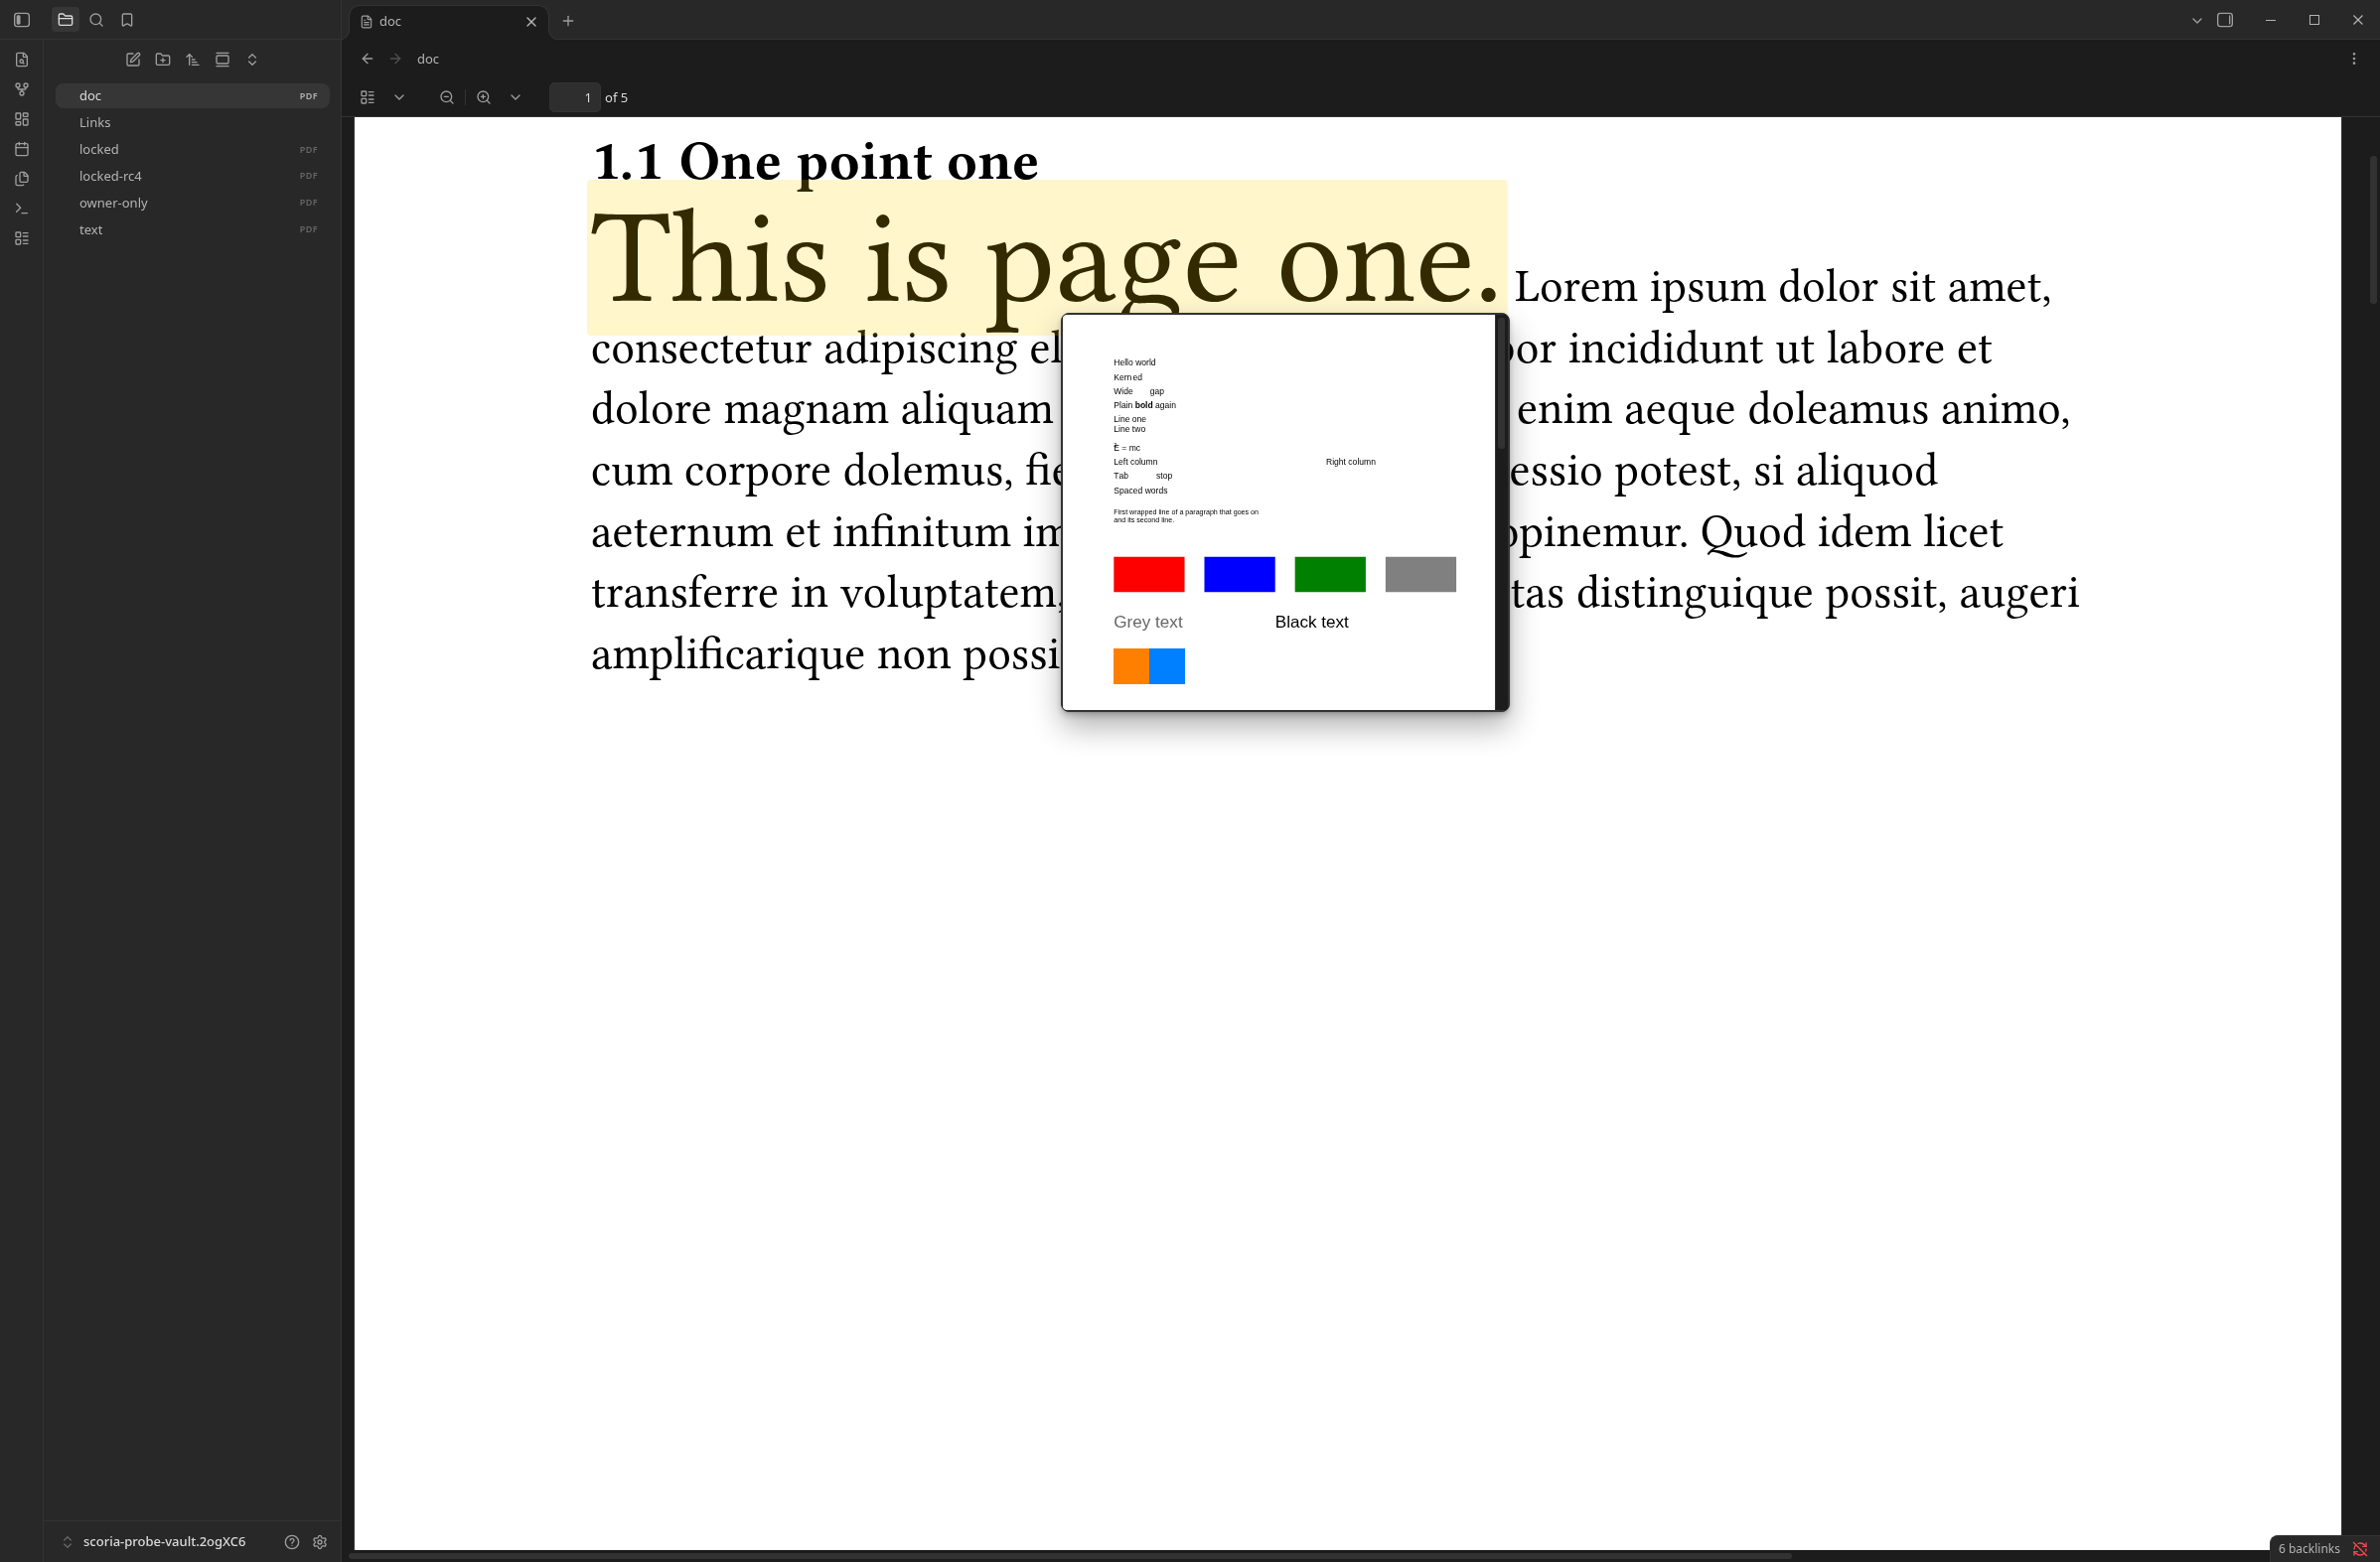 doc
doc
1 of 5
doc PDF
Links
locked PDF
locked-rc4 PDF
owner-only PDF
text PDF
1.1 One point one
This is page one. Lorem ipsum dolor sit amet,
consectetur adipiscing el
or incididunt ut labore et
dolore magnam aliquam
enim aeque doleamus animo,
cum corpore dolemus, fie
essio potest, si aliquod
aeternum et infinitum im
pinemur. Quod idem licet
transferre in voluptatem,
tas distinguique possit, augeri
amplificarique non possi
Hello world
Kerned
Wide gap
Plain bold again
Line one
Line two
E = mc
Left column Right column
Tab stop
Spaced words
First wrapped line of a paragraph that goes on
and its second line.
Grey text Black text
scoria-probe-vault.2ogXC6
6 backlinks